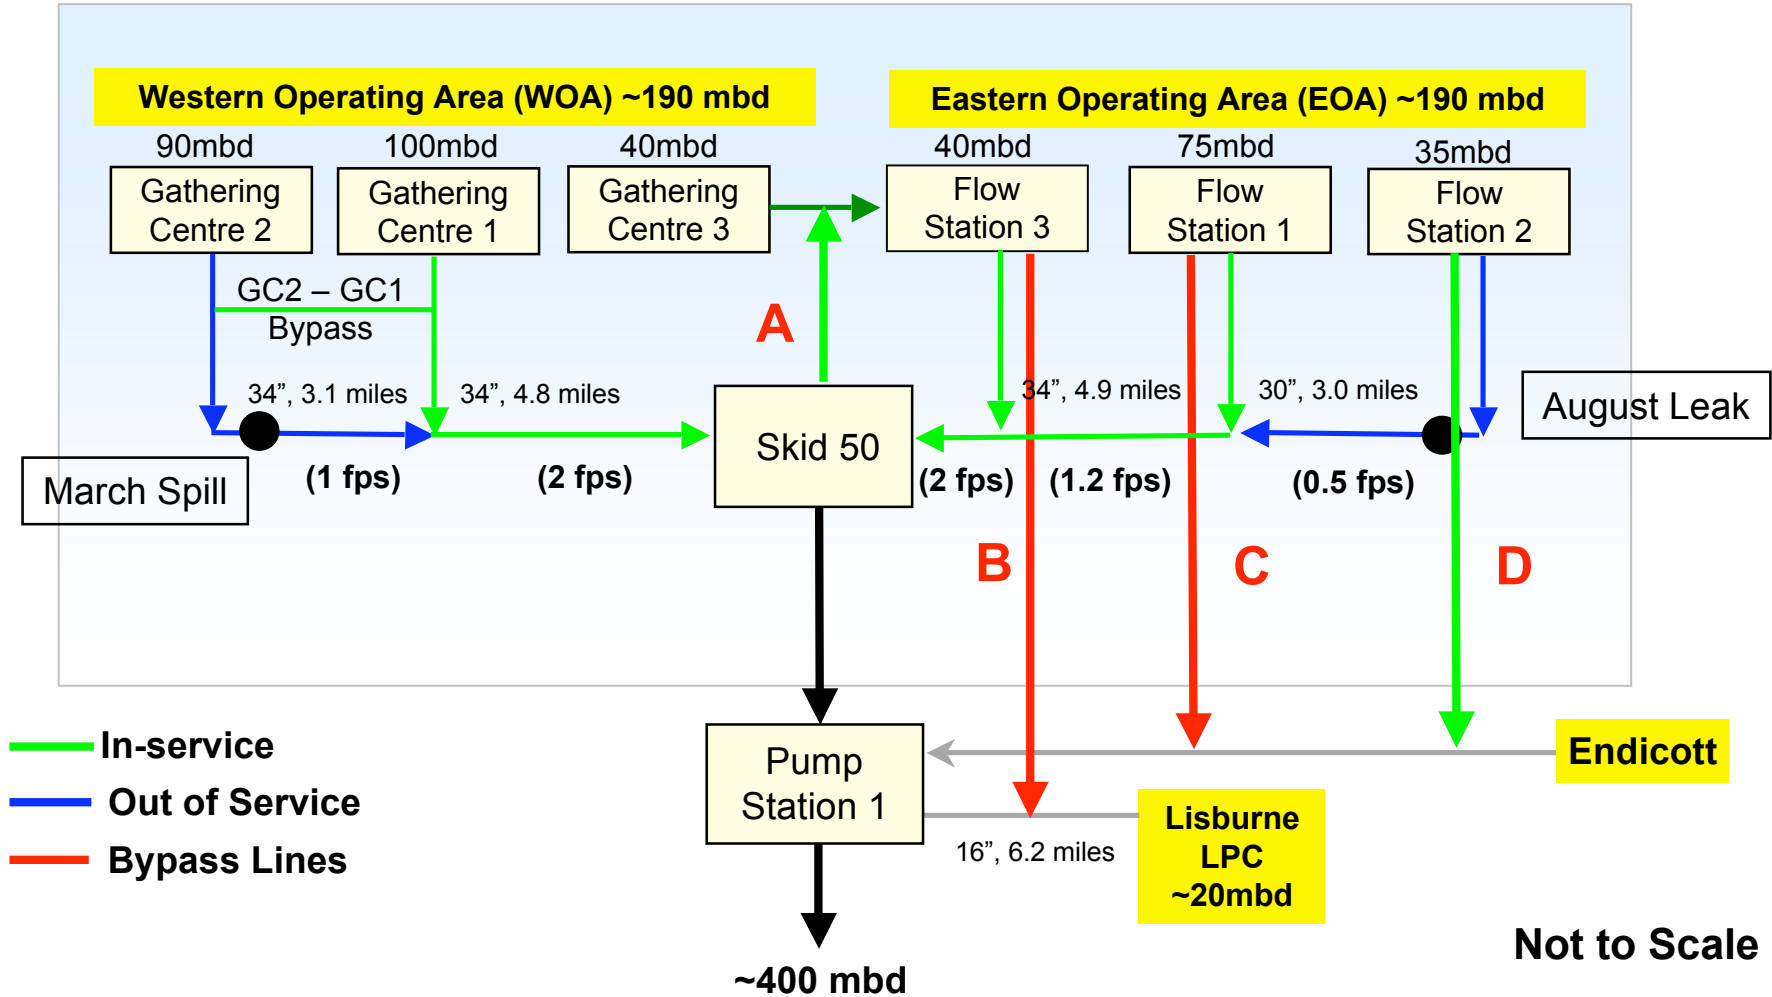 Western Operating Area (WOA) ~190 mbd
Eastern Operating Area (EOA) ~190 mbd
90mbd
100mbd
40mbd
40mbd
75mbd
35mbd
Gathering
Centre 2
Gathering
Centre 1
Gathering
Centre 3
Flow
Station 3
Flow
Station 1
Flow
Station 2
GC2 – GC1
Bypass
A
34”, 3.1 miles
34”, 4.8 miles
34”, 4.9 miles
30”, 3.0 miles
August Leak
Skid 50
March Spill
(1 fps)
(2 fps)
(2 fps)
(1.2 fps)
(0.5 fps)
B
C
D
In-service
Out of Service
Bypass Lines
Pump
Station 1
Endicott
16”, 6.2 miles
Lisburne
LPC
~20mbd
~400 mbd
Not to Scale